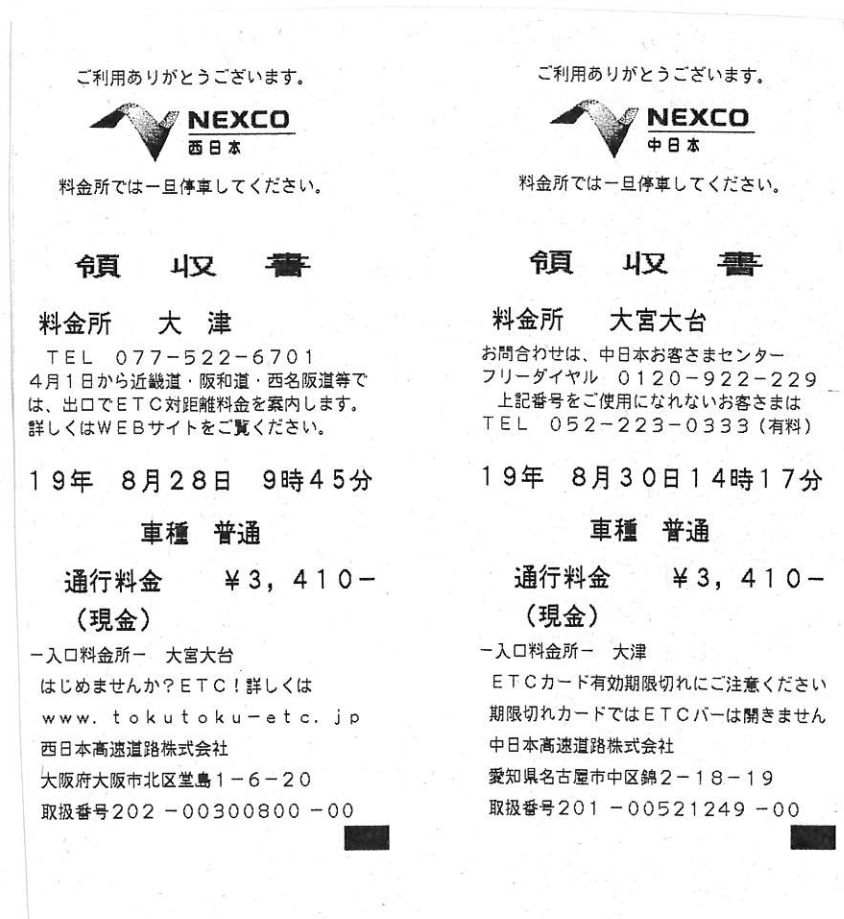 ご利用ありがとうございます。
NEXCO
西日本
料金所では一旦停車してください。
領 収 書
料金所 大 津
TEL 077-522-6701
4月1日から近畿道・阪和道・西名阪道等で
は、出口でETC対距離料金を案内します。
詳しくはWEBサイトをご覧ください。
19年 8月28日 9時45分
車種 普通
通行料金 ¥3,410-
(現金)
-入口料金所- 大宮大台
はじめませんか?ETC!詳しくは
www.tokutoku-etc.jp
西日本高速道路株式会社
大阪府大阪市北区堂島1-6-20
取扱番号202-00300800-00
ご利用ありがとうございます。
NEXCO
中日本
料金所では一旦停車してください。
領 収 書
料金所 大宮大台
お問合わせは、中日本お客さまセンター
フリーダイヤル 0120-922-229
上記番号をご使用になれないお客さまは
TEL 052-223-0333(有料)
19年 8月30日14時17分
車種 普通
通行料金 ¥3,410-
(現金)
-入口料金所- 大津
ETCカード有効期限切れにご注意ください
期限切れカードではETCバーは開きません
中日本高速道路株式会社
愛知県名古屋市中区錦2-18-19
取扱番号201-00521249-00